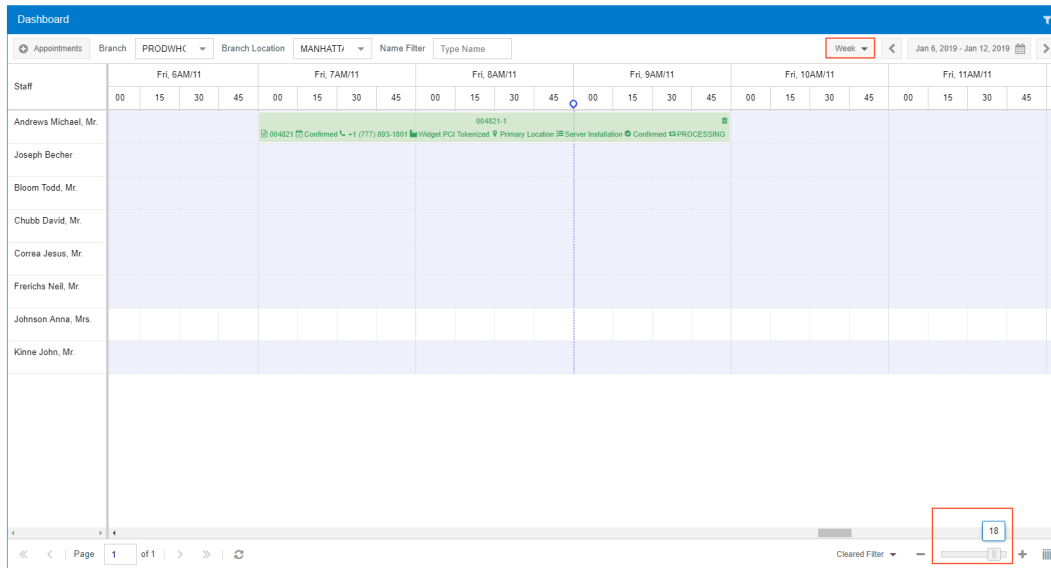 Dashboard
Appointments Branch PRODWHC Branch Location MANHATTA Name Filter Type Name Week Jan 6, 2019 - Jan 12, 2019
Staff Fri, 6AM/11 Fri, 7AM/11 Fri, 8AM/11 Fri, 9AM/11 Fri, 10AM/11 Fri, 11AM/11
00 15 30 45 00 15 30 45 00 15 30 45 00 15 30 45 00 15 30 45 00 15 30 45
Andrews Michael, Mr. 004821-1
004821 Confirmed +1 (777) 893-1801 Widget PCI Tokenized Primary Location Server Installation Confirmed PROCESSING
Joseph Becher
Bloom Todd, Mr.
Chubb David, Mr.
Correa Jesus, Mr.
Frerichs Neil, Mr.
Johnson Anna, Mrs.
Kinne John, Mr.
18
Page 1 of 1 Cleared Filter